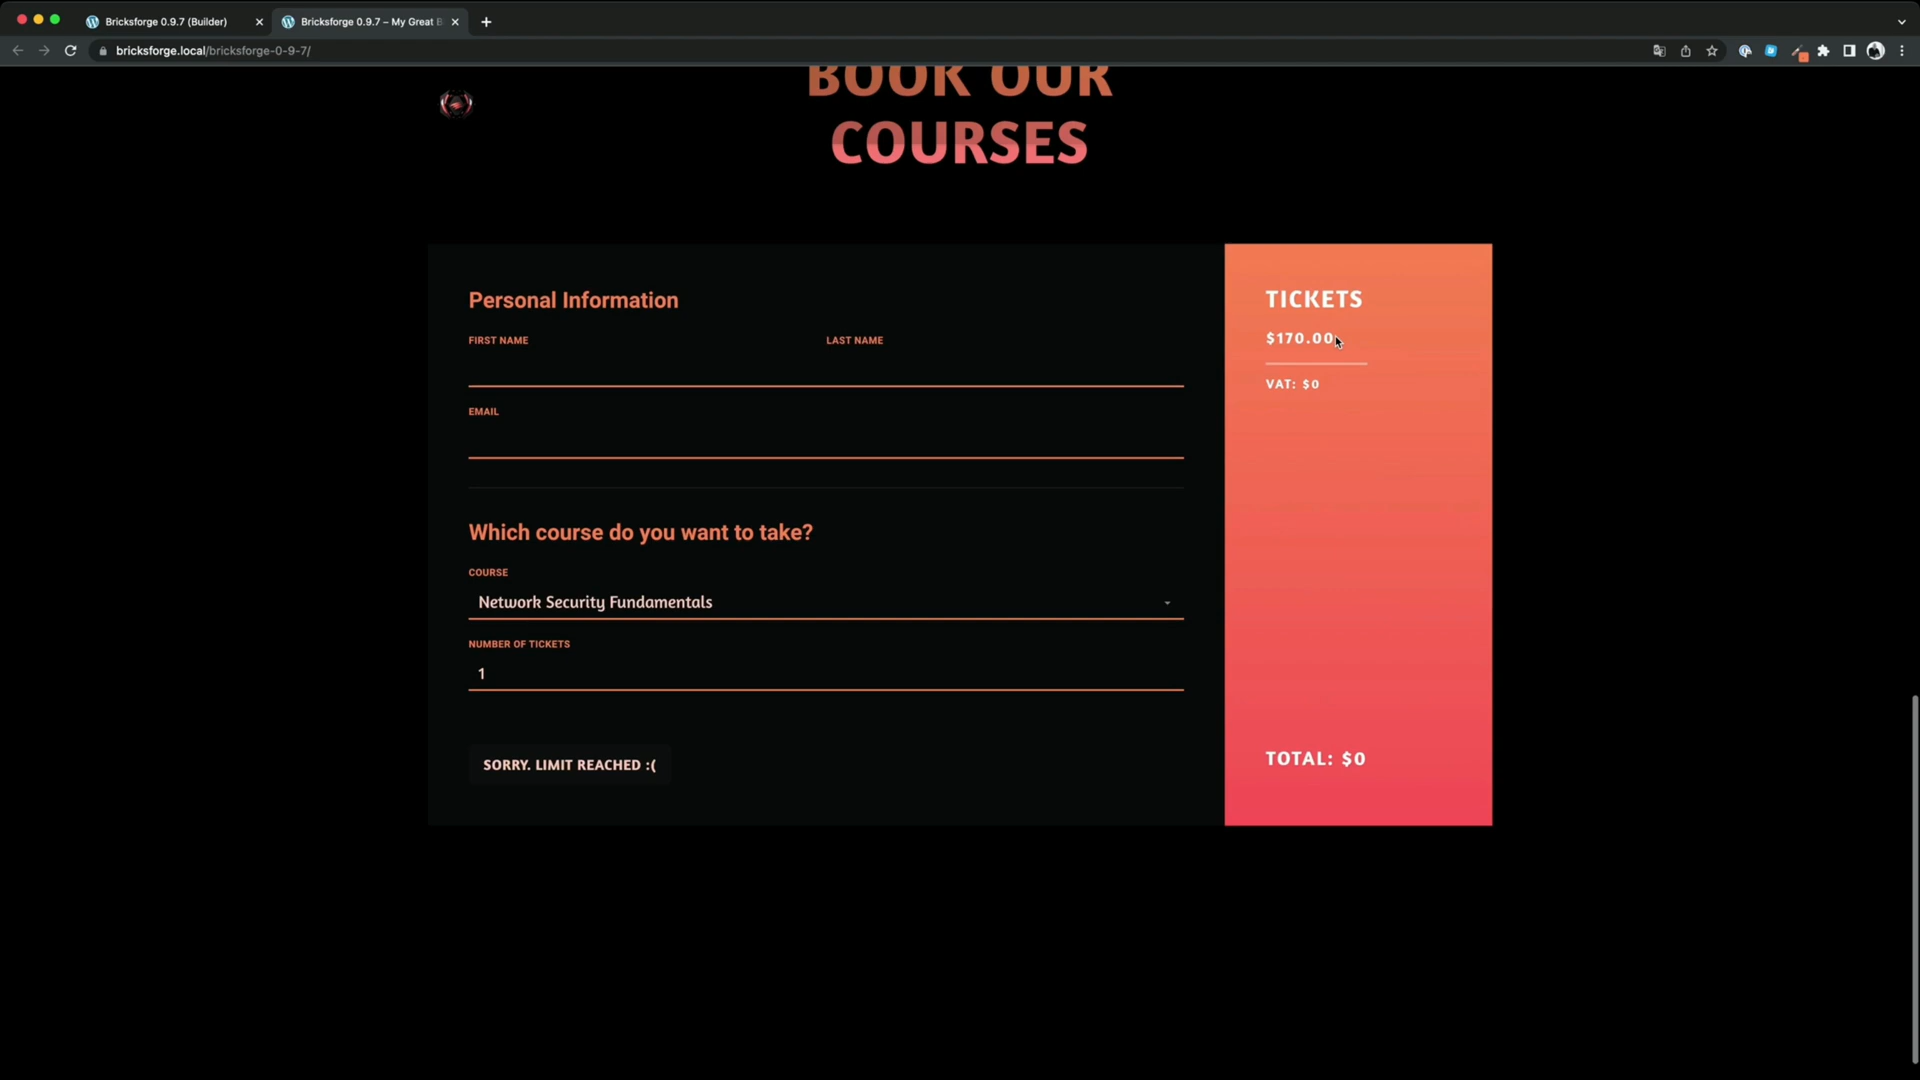 Bricksforge 0.9.7 (Builder)
Bricksforge 0.9.7 – My Great B
bricksforge.local/bricksforge-0-9-7/
BOOK OUR
COURSES
Personal Information
FIRST NAME
LAST NAME
EMAIL
Which course do you want to take?
COURSE
Network Security Fundamentals
NUMBER OF TICKETS
1
SORRY. LIMIT REACHED :(
TICKETS
$170.00
VAT: $0
TOTAL: $0